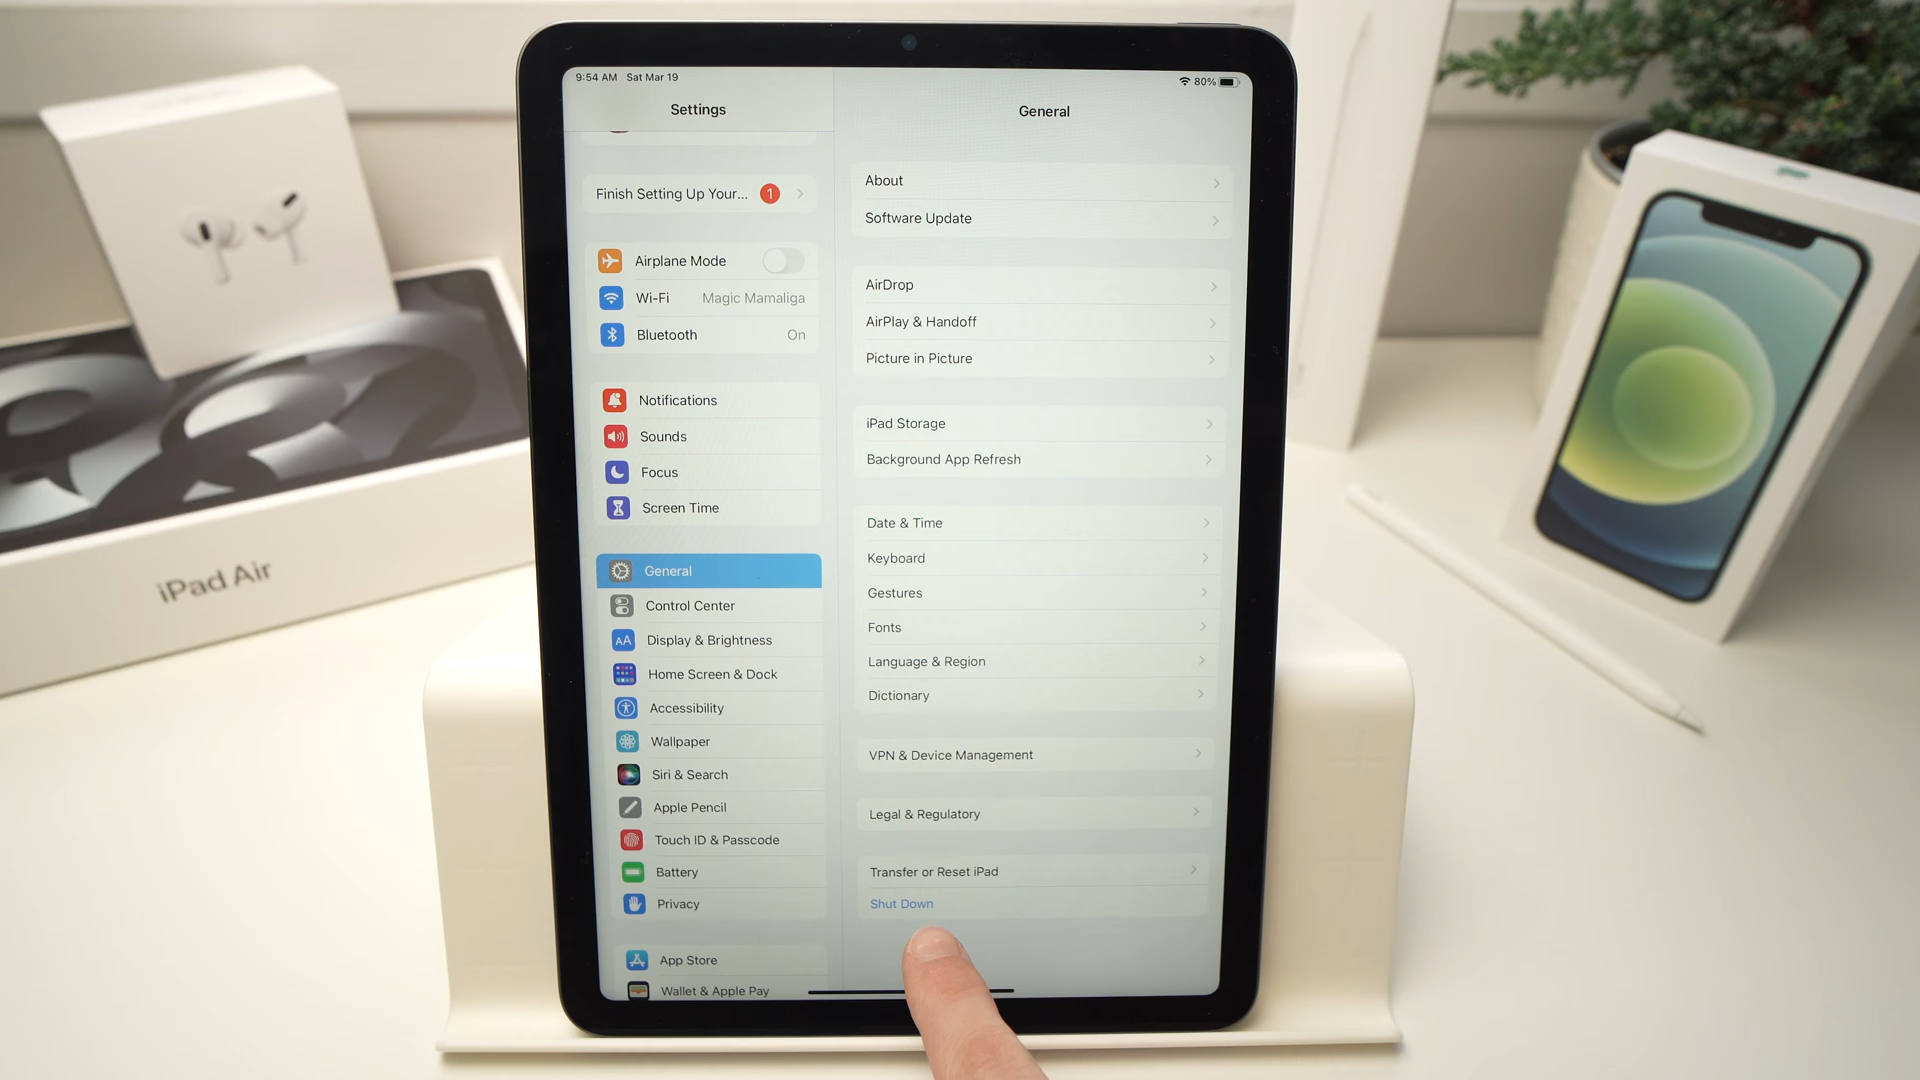 9:54 AM Sat Mar 19
80%
Settings
Finish Setting Up Your... 1
Airplane Mode
Wi-Fi Magic Mamaliga
Bluetooth On
Notifications
Sounds
Focus
Screen Time
General
Control Center
AA Display & Brightness
Home Screen & Dock
Accessibility
Wallpaper
Siri & Search
Apple Pencil
Touch ID & Passcode
Battery
Privacy
App Store
Wallet & Apple Pay
General
About
Software Update
AirDrop
AirPlay & Handoff
Picture in Picture
iPad Storage
Background App Refresh
Date & Time
Keyboard
Gestures
Fonts
Language & Region
Dictionary
VPN & Device Management
Legal & Regulatory
Transfer or Reset iPad
Shut Down
iPad Air